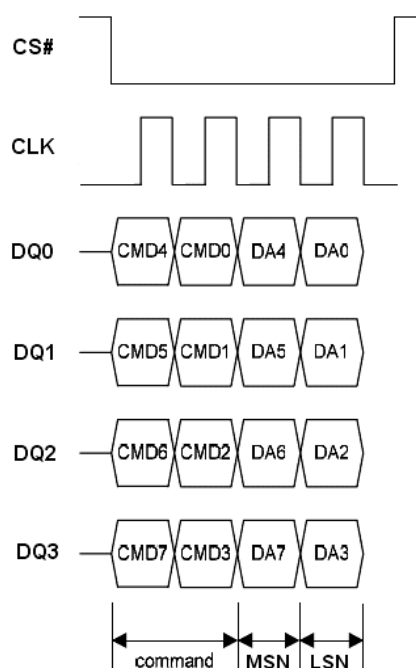 CS#
CLK
DQ0 CMD4 CMD0 DA4 DA0
DQ1 CMD5 CMD1 DA5 DA1
DQ2 CMD6 CMD2 DA6 DA2
DQ3 CMD7 CMD3 DA7 DA3
command MSN LSN